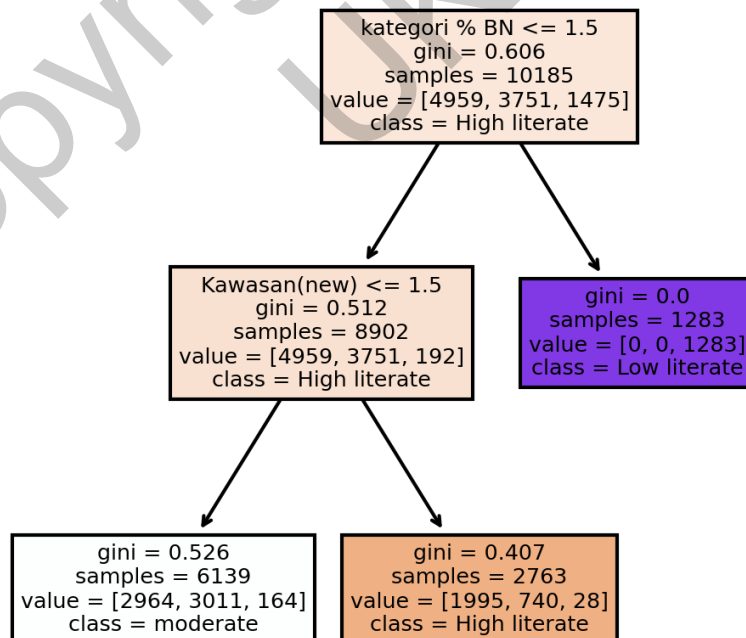 kategori % BN <= 1.5
gini = 0.606
samples = 10185
value = [4959, 3751, 1475]
class = High literate
Kawasan(new) <= 1.5
gini = 0.512
samples = 8902
value = [4959, 3751, 192]
class = High literate
gini = 0.0
samples = 1283
value = [0, 0, 1283]
class = Low literate
gini = 0.526
samples = 6139
value = [2964, 3011, 164]
class = moderate
gini = 0.407
samples = 2763
value = [1995, 740, 28]
class = High literate